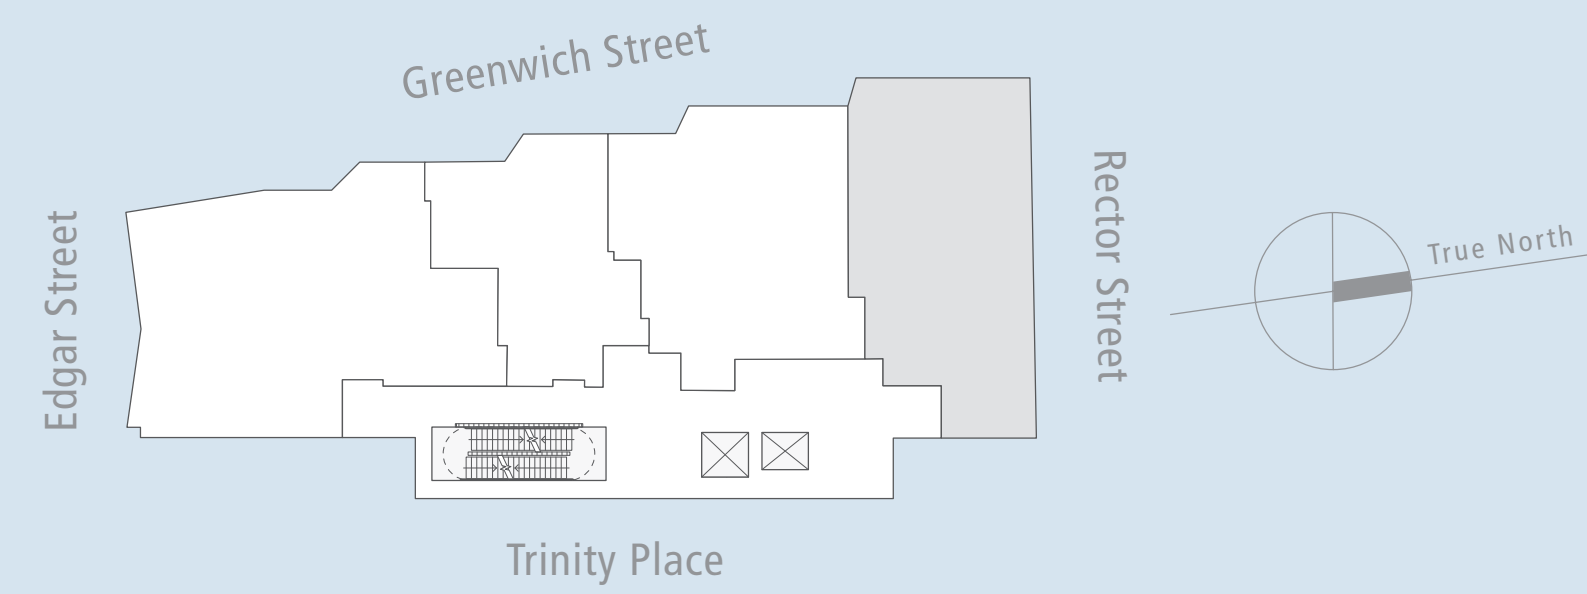 Greenwich Street
Edgar Street
Rector Street
True North
Trinity Place